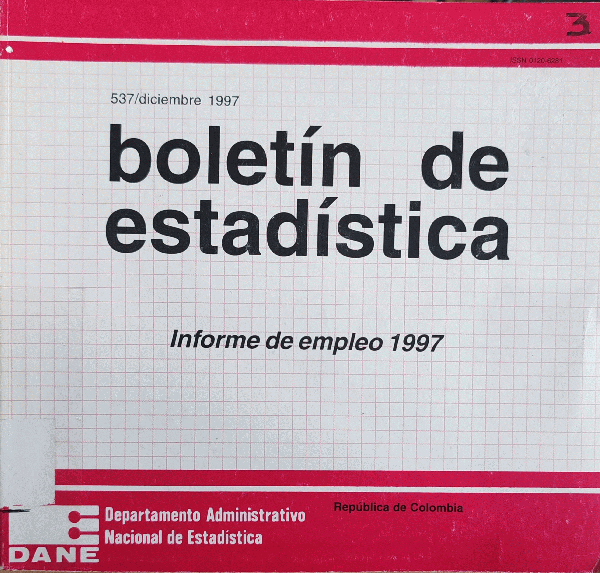 3
ISSN 0120-6281
537/diciembre 1997
boletín de
estadística
Informe de empleo 1997
República de Colombia
Departamento Administrativo
Nacional de Estadística
DANE